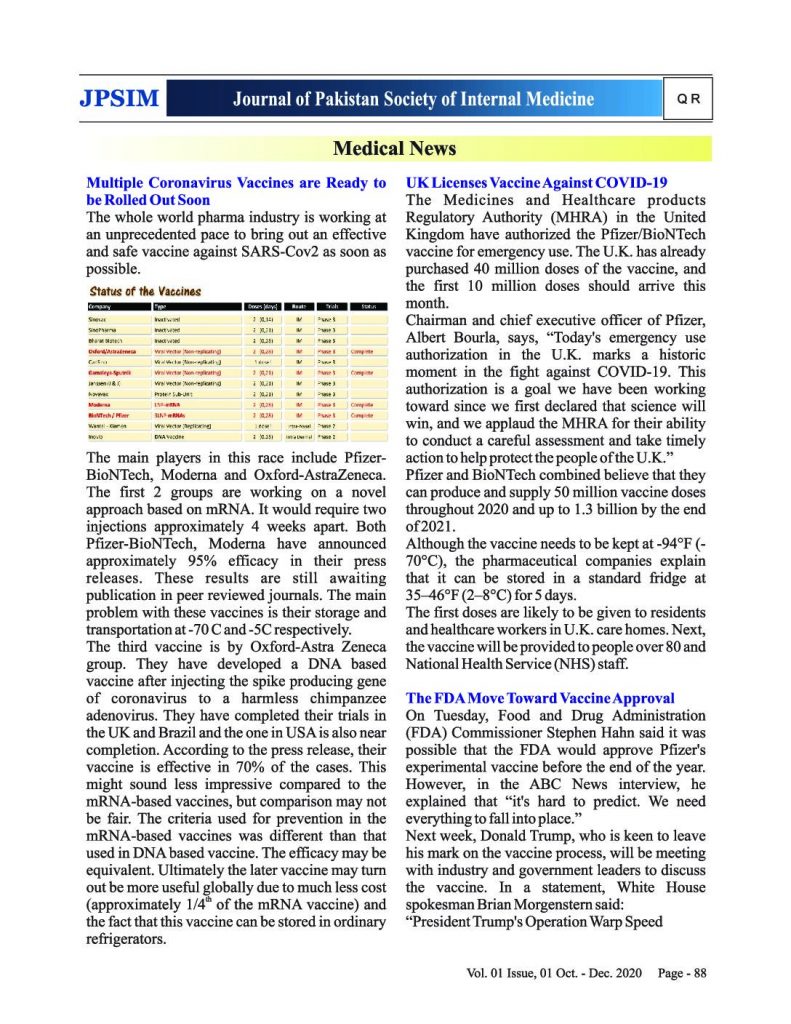 JPSIM
Journal of Pakistan Society of Internal Medicine
QR
Medical News
Multiple Coronavirus Vaccines are Ready to
be Rolled Out Soon
The whole world pharma industry is working at
an unprecedented pace to bring out an effective
and safe vaccine against SARS-Cov2 as soon as
possible.
Status of the Vaccines
Company Type Doses (days) Route Trials Status
Sinovac Inactivated 2 (0,14) IM Phase 3
SinoPharma Inactivated 2 (0,21) IM Phase 3
Bharat Biotech Inactivated 2 (0,28) IM Phase 3
Oxford/AstraZeneca Viral Vector (Non-replicating) 2 (0,28) IM Phase 3 Complete
CanSino Viral Vector (Non-replicating) 1 dose IM Phase 3
Gamaleya-Sputnik Viral Vector (Non-replicating) 2 (0,21) IM Phase 3 Complete
Janssen (J & J) Viral Vector (Non-replicating) IM Phase 3
Novavax Protein Sub-Unit 2 (0,21) IM Phase 3
Moderna LNP-mRNA 2 (0,28) IM Phase 3 Complete
BioNTech / Pfizer 3LNP-mRNAs 2 (0,28) IM Phase 3 Complete
Viral Vector (Replicating) 1 dose Intra-nasal Phase 2
Inovio DNA Vaccine 2 (0,28) Intra Dermal Phase 2
The main players in this race include Pfizer-
BioNTech, Moderna and Oxford-AstraZeneca.
The first 2 groups are working on a novel
approach based on mRNA. It would require two
injections approximately 4 weeks apart. Both
Pfizer-BioNTech, Moderna have announced
approximately 95% efficacy in their press
releases. These results are still awaiting
publication in peer reviewed journals. The main
problem with these vaccines is their storage and
transportation at -70 C and -5C respectively.
The third vaccine is by Oxford-Astra Zeneca
group. They have developed a DNA based
vaccine after injecting the spike producing gene
of coronavirus to a harmless chimpanzee
adenovirus. They have completed their trials in
the UK and Brazil and the one in USA is also near
completion. According to the press release, their
vaccine is effective in 70% of the cases. This
might sound less impressive compared to the
mRNA-based vaccines, but comparison may not
be fair. The criteria used for prevention in the
mRNA-based vaccines was different than that
used in DNA based vaccine. The efficacy may be
equivalent. Ultimately the later vaccine may turn
out be more useful globally due to much less cost
(approximately 1/4th of the mRNA vaccine) and
the fact that this vaccine can be stored in ordinary
refrigerators.
UK Licenses Vaccine Against COVID-19
The Medicines and Healthcare products
Regulatory Authority (MHRA) in the United
Kingdom have authorized the Pfizer/BioNTech
vaccine for emergency use. The U.K. has already
purchased 40 million doses of the vaccine, and
the first 10 million doses should arrive this
month.
Chairman and chief executive officer of Pfizer,
Albert Bourla, says, “Today's emergency use
authorization in the U.K. marks a historic
moment in the fight against COVID-19. This
authorization is a goal we have been working
toward since we first declared that science will
win, and we applaud the MHRA for their ability
to conduct a careful assessment and take timely
action to help protect the people of the U.K.”
Pfizer and BioNTech combined believe that they
can produce and supply 50 million vaccine doses
throughout 2020 and up to 1.3 billion by the end
of 2021.
Although the vaccine needs to be kept at -94°F (-
70°C), the pharmaceutical companies explain
that it can be stored in a standard fridge at
35–46°F (2–8°C) for 5 days.
The first doses are likely to be given to residents
and healthcare workers in U.K. care homes. Next,
the vaccine will be provided to people over 80 and
National Health Service (NHS) staff.
The FDA Move Toward Vaccine Approval
On Tuesday, Food and Drug Administration
(FDA) Commissioner Stephen Hahn said it was
possible that the FDA would approve Pfizer's
experimental vaccine before the end of the year.
However, in the ABC News interview, he
explained that “it's hard to predict. We need
everything to fall into place.”
Next week, Donald Trump, who is keen to leave
his mark on the vaccine process, will be meeting
with industry and government leaders to discuss
the vaccine. In a statement, White House
spokesman Brian Morgenstern said:
“President Trump's Operation Warp Speed
Vol. 01 Issue, 01 Oct. - Dec. 2020 Page - 88